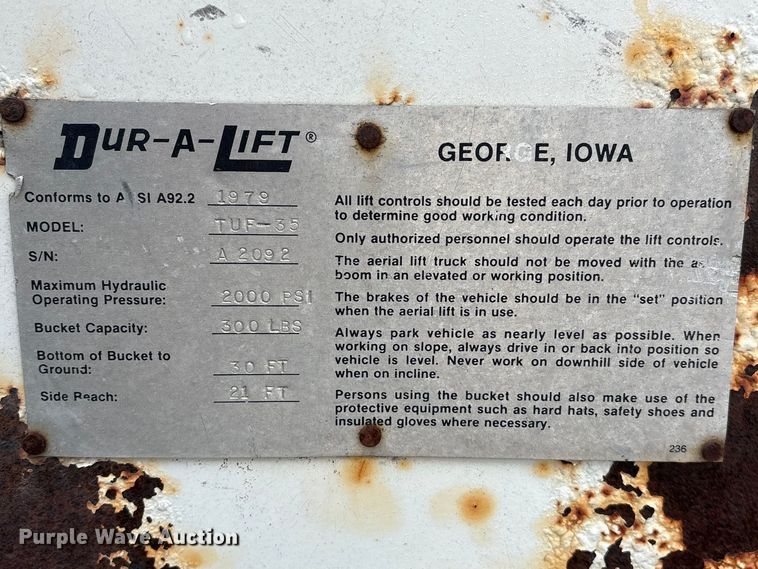 DUR-A-LIFT®
Conforms to A SI A92.2 1979
MODEL: TUF-35
S/N: A 2092
Maximum Hydraulic
Operating Pressure: 2000 PSI
Bucket Capacity: 300 LBS
Bottom of Bucket to
Ground: 30 FT
Side Reach: 21 FT
GEORGE, IOWA
All lift controls should be tested each day prior to operation
to determine good working condition.
Only authorized personnel should operate the lift controls.
The aerial lift truck should not be moved with the
boom in an elevated or working position.
The brakes of the vehicle should be in the "set" position
when the aerial lift is in use.
Always park vehicle as nearly level as possible. When
working on slope, always drive in or back into position so
vehicle is level. Never work on downhill side of vehicle
when on incline.
Persons using the bucket should also make use of the
protective equipment such as hard hats, safety shoes and
insulated gloves where necessary.
236
Purple Wave Auction